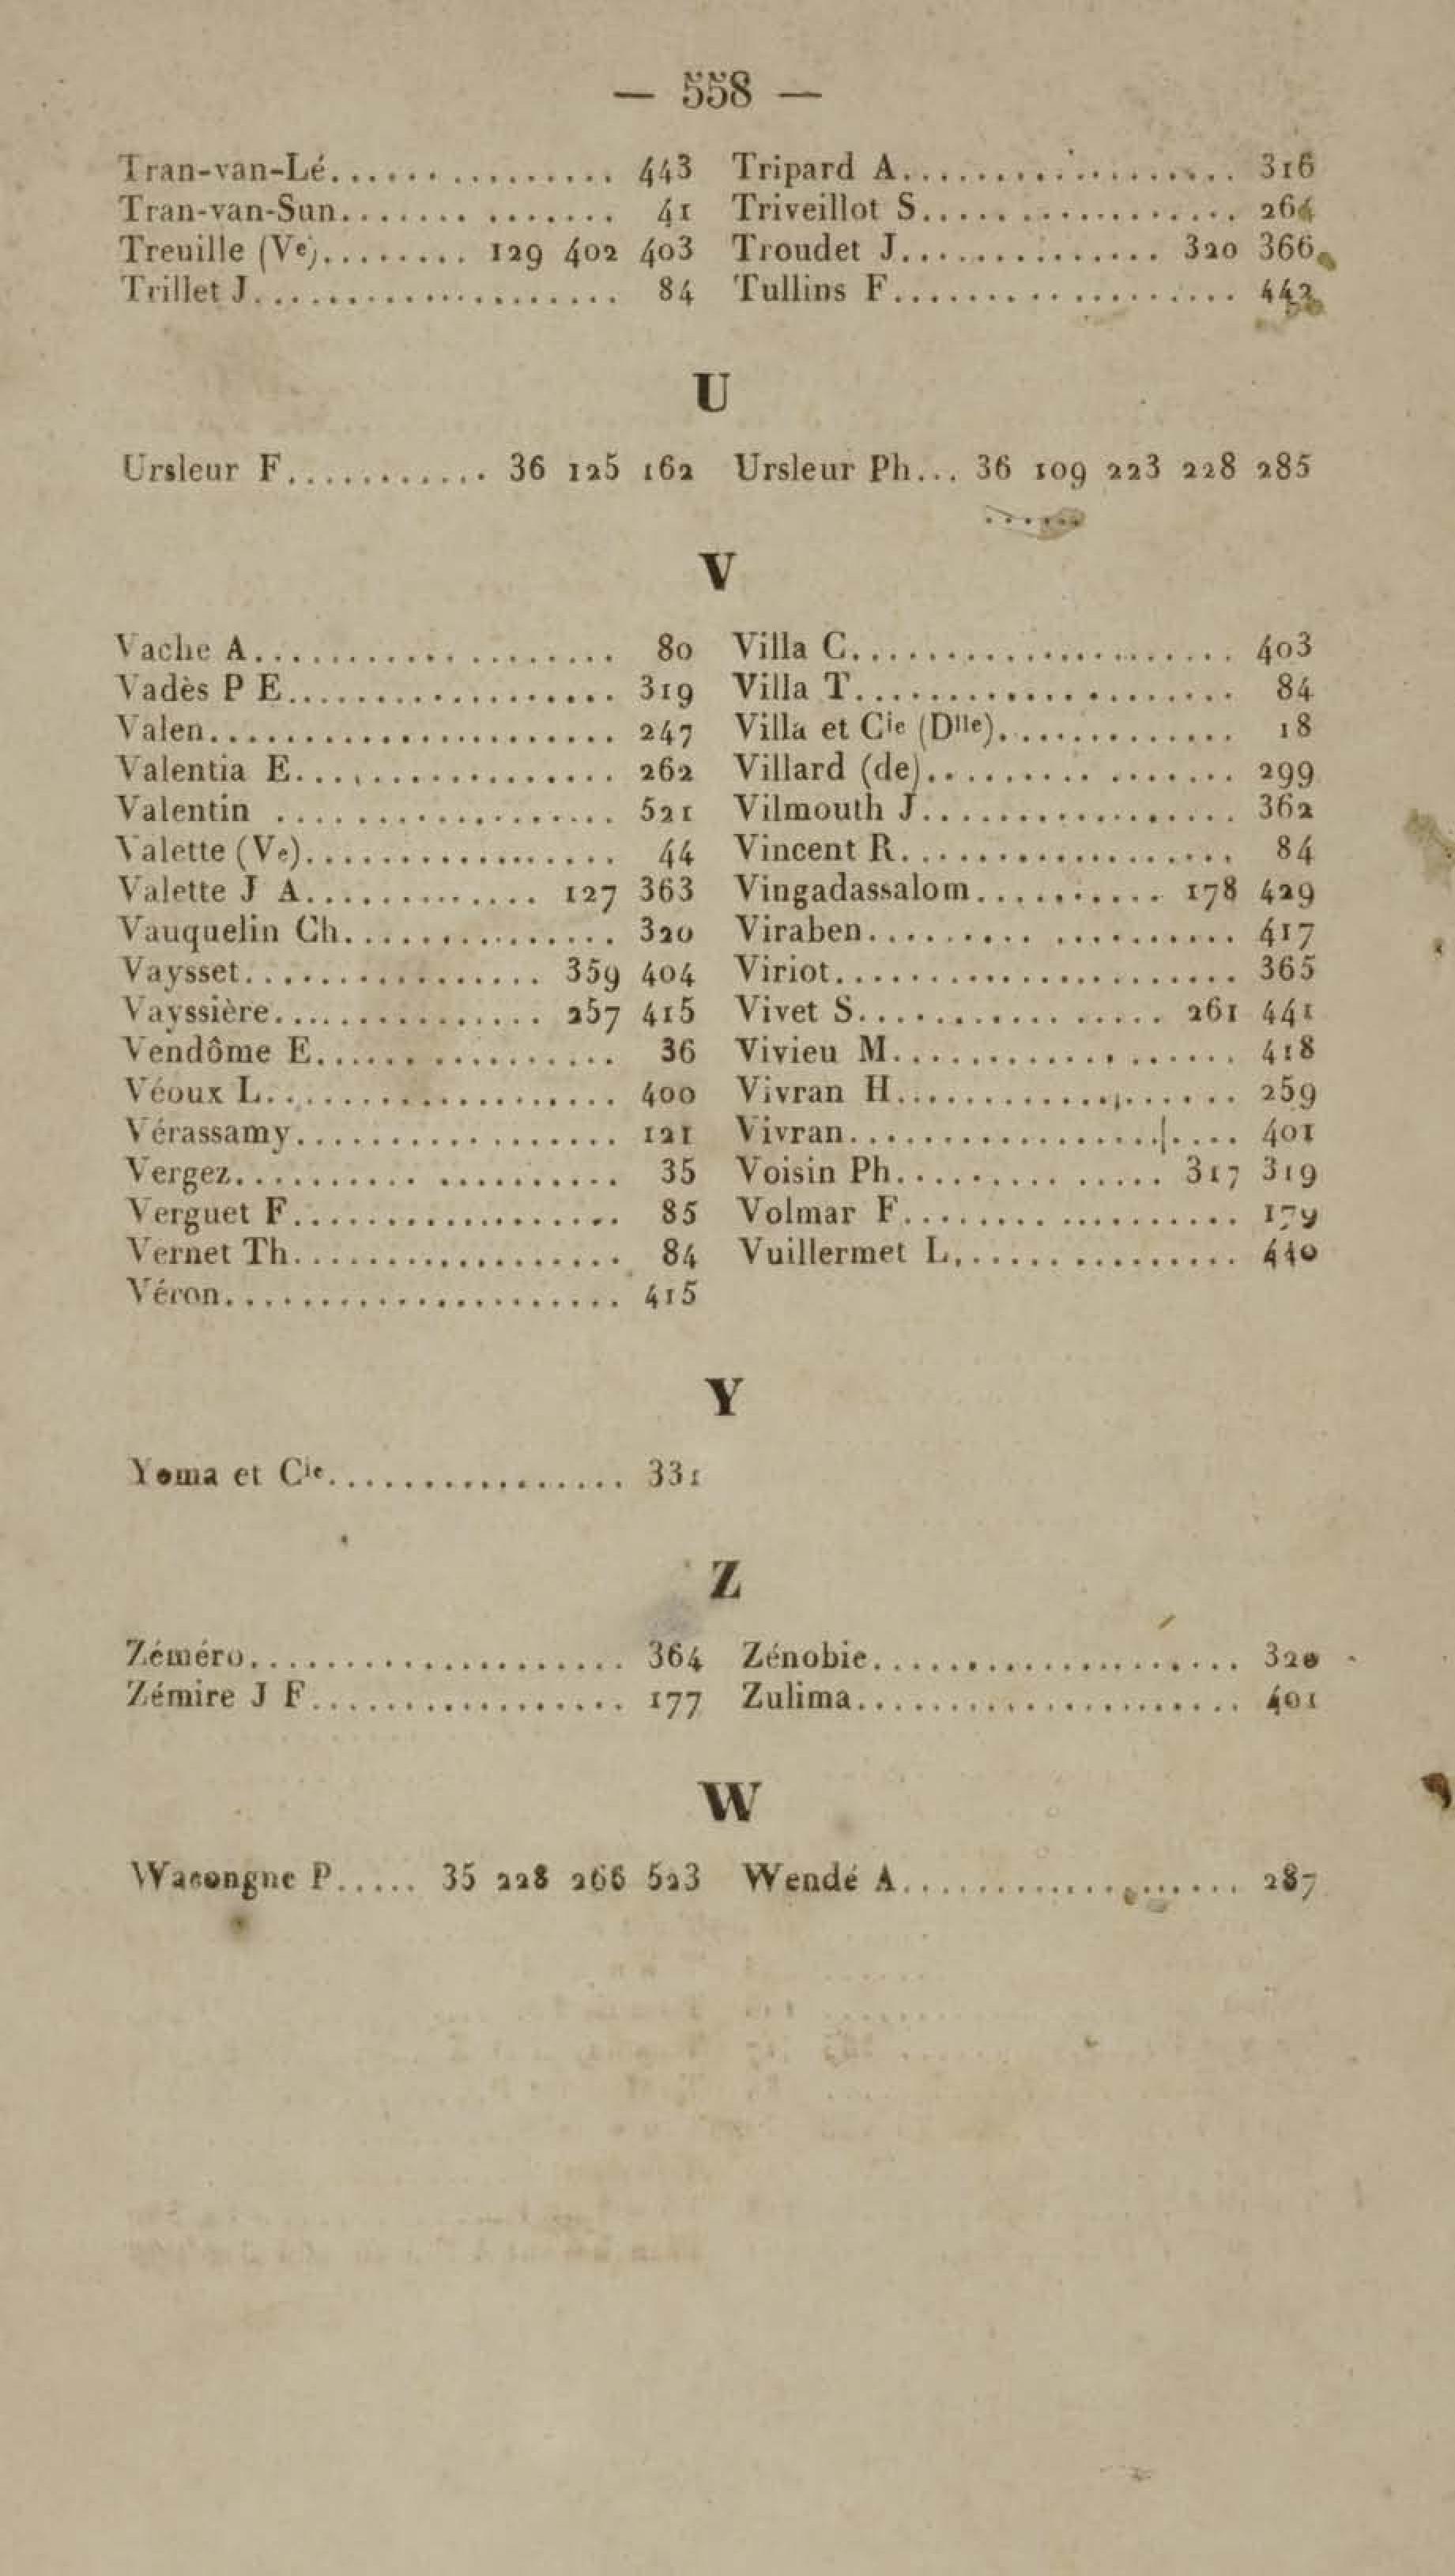 — 558 —
Tran-van-Lé............... 443
Tran-van-Sun.............. 41
Treuille (Ve)........ 129 402 403
Trillet J................... 84
Tripard A.................. 316
Triveillot S................. 264
Troudet J.............. 320 366
Tullins F.................. 442
U
Ursleur F........... 36 125 162
Ursleur Ph... 36 109 223 228 285
......
V
Vache A................... 80
Vadès P E................. 319
Valen..................... 247
Valentia E................. 262
Valentin .................. 521
Valette (Ve)................ 44
Valette J A............. 127 363
Vauquelin Ch.............. 320
Vaysset................ 359 404
Vayssière.............. 257 415
Vendôme E................ 36
Véoux L................... 400
Vérassamy................. 121
Vergez.................... 35
Verguet F................. 85
Vernet Th................. 84
Véron..................... 415
Villa C.................... 403
Villa T.................... 84
Villa et Cie (Dlle)............. 18
Villard (de)................ 299
Vilmouth J................. 362
Vincent R.................. 84
Vingadassalom.......... 178 429
Viraben................... 417
Viriot..................... 365
Vivet S................ 261 441
Vivieu M.................. 418
Vivran H.................. 259
Vivran.................... 401
Voisin Ph.............. 317 319
Volmar F.................. 179
Vuillermet L............... 440
Y
Yoma et Cie................ 331
Z
Zéméro.................... 364
Zémire J F................. 177
Zénobie.................... 320
Zulima..................... 401
W
Wacongne P..... 35 228 266 523
Wendé A.................. 287